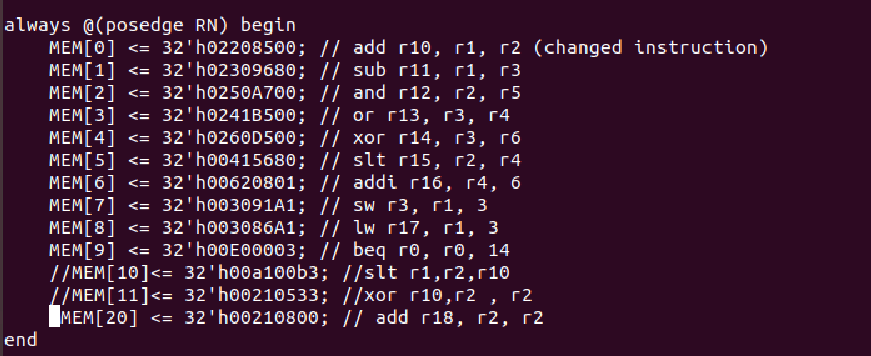 always @(posedge RN) begin
    MEM[0] <= 32'h02208500; // add r10, r1, r2 (changed instruction)
    MEM[1] <= 32'h02309680; // sub r11, r1, r3
    MEM[2] <= 32'h0250A700; // and r12, r2, r5
    MEM[3] <= 32'h0241B500; // or r13, r3, r4
    MEM[4] <= 32'h0260D500; // xor r14, r3, r6
    MEM[5] <= 32'h00415680; // slt r15, r2, r4
    MEM[6] <= 32'h00620801; // addi r16, r4, 6
    MEM[7] <= 32'h003091A1; // sw r3, r1, 3
    MEM[8] <= 32'h003086A1; // lw r17, r1, 3
    MEM[9] <= 32'h00E00003; // beq r0, r0, 14
    //MEM[10]<= 32'h00a100b3; //slt r1,r2,r10
    //MEM[11]<= 32'h00210533; //xor r10,r2 , r2
     MEM[20] <= 32'h00210800; // add r18, r2, r2
end